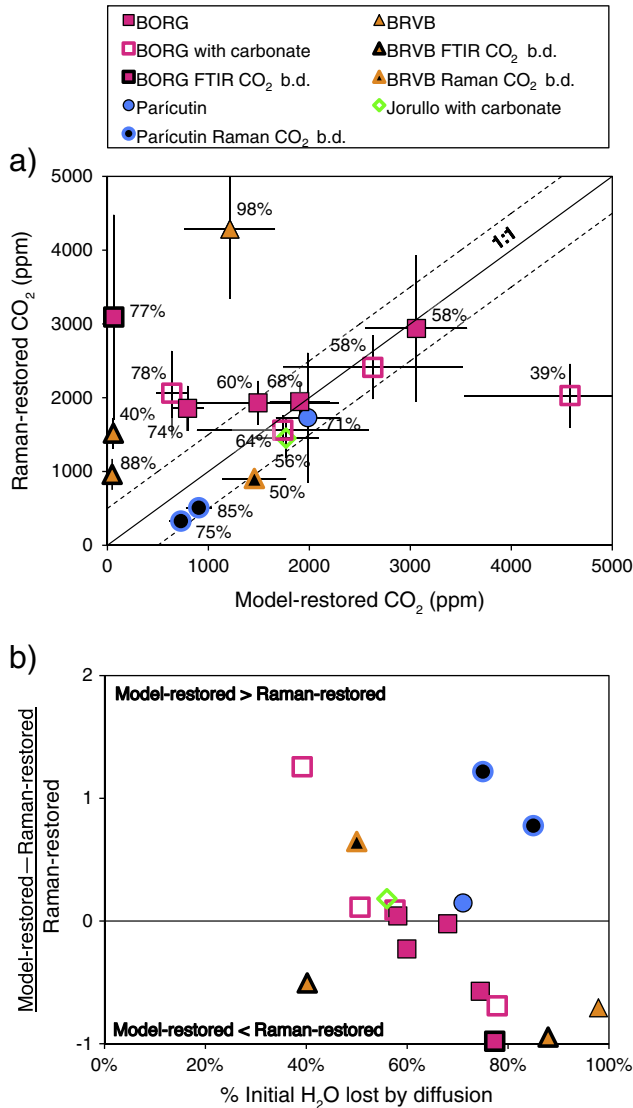 BORG
BRVB
BORG with carbonate
BRVB FTIR CO₂ b.d.
BORG FTIR CO₂ b.d.
BRVB Raman CO₂ b.d.
Parícutin
Jorullo with carbonate
Parícutin Raman CO₂ b.d.
a)
Raman-restored CO₂ (ppm)
5000
4000
3000
2000
1000
0
98%
1:1
77%
58%
58%
78%
60%
68%
39%
40%
74%
71%
64%
88%
56%
50%
85%
75%
0
1000
2000
3000
4000
5000
Model-restored CO₂ (ppm)
b)
Model-restored – Raman-restored
Raman-restored
2
1
0
-1
Model-restored > Raman-restored
Model-restored < Raman-restored
0%
20%
40%
60%
80%
100%
% Initial H₂O lost by diffusion